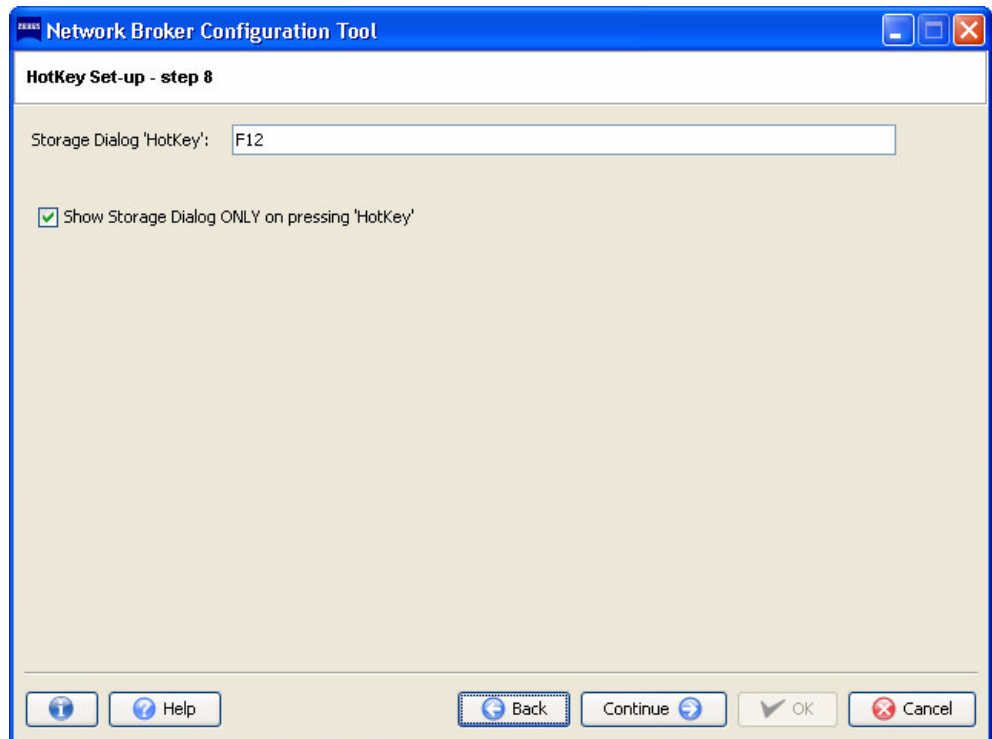 ZEISS Network Broker Configuration Tool
HotKey Set-up - step 8
Storage Dialog 'HotKey': F12
Show Storage Dialog ONLY on pressing 'HotKey'
Help Back Continue OK Cancel